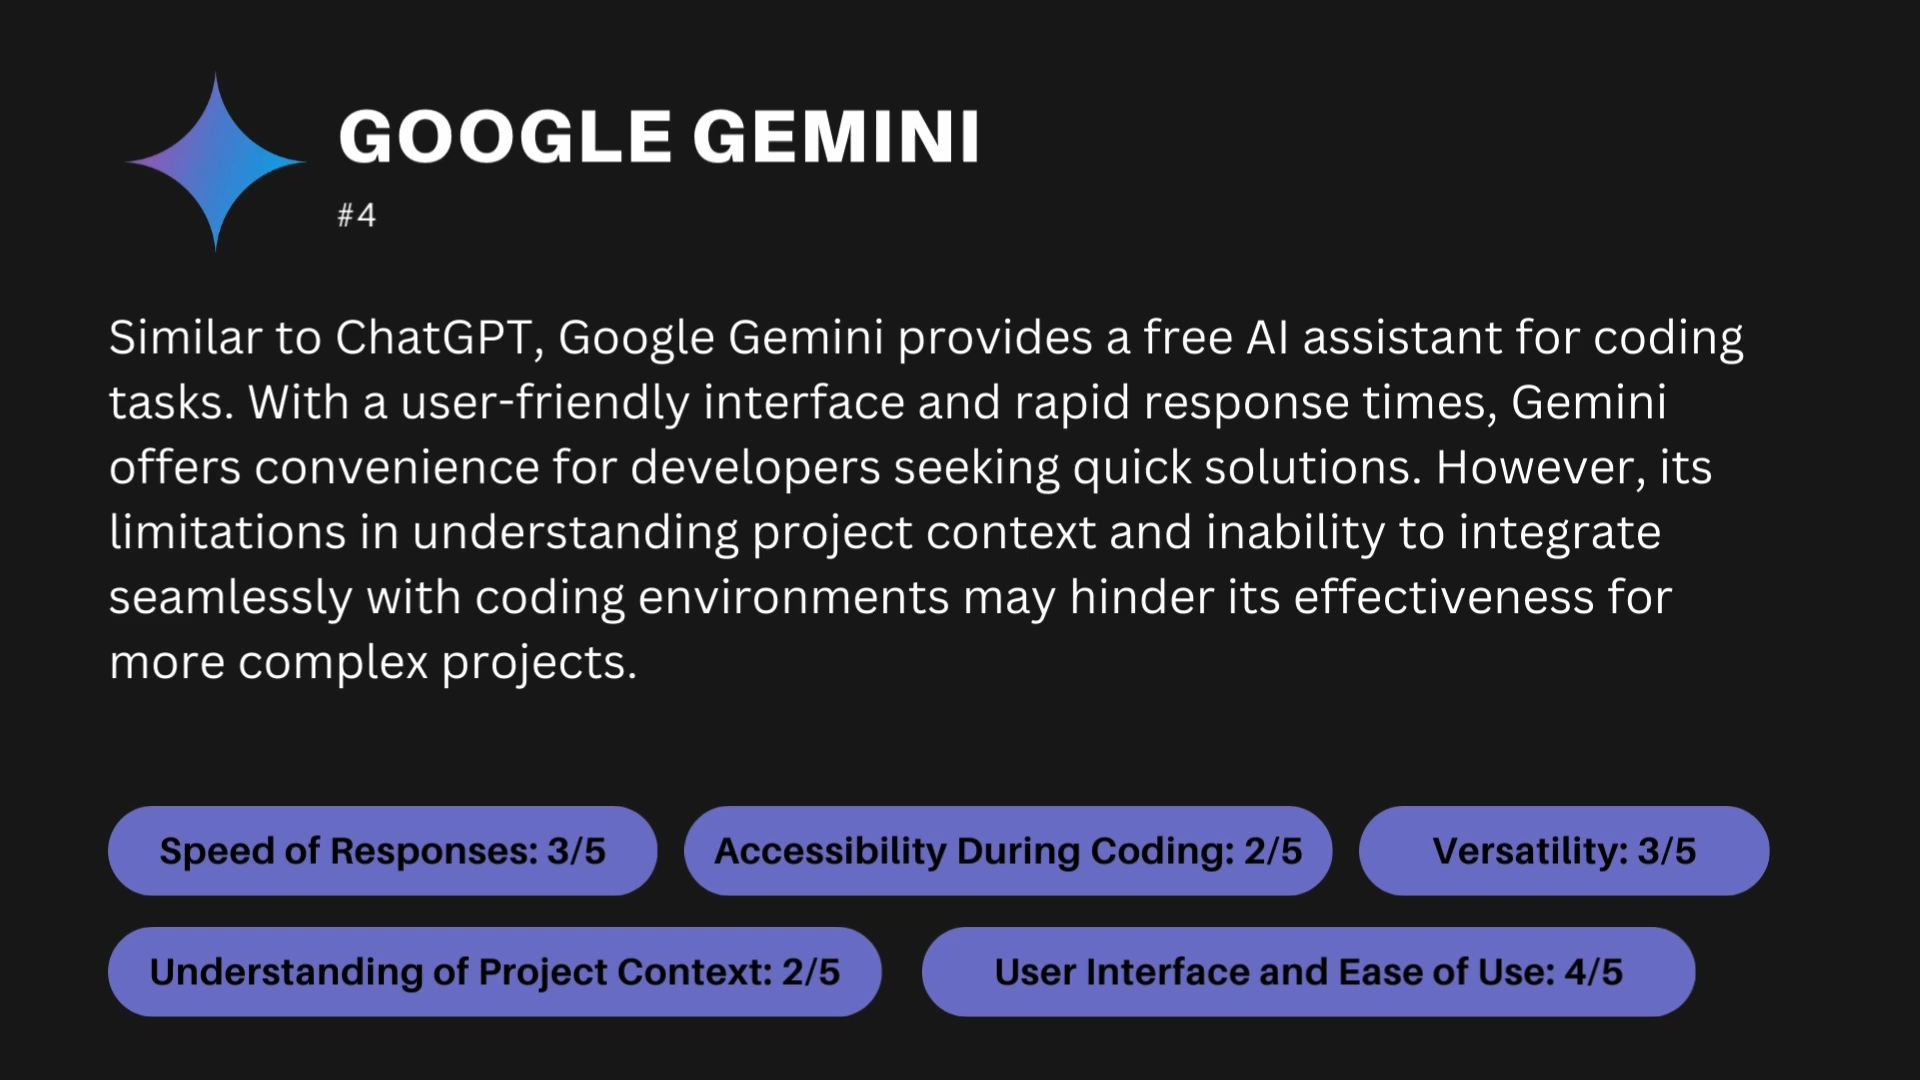 GOOGLE GEMINI
#4
Similar to ChatGPT, Google Gemini provides a free AI assistant for coding
tasks. With a user-friendly interface and rapid response times, Gemini
offers convenience for developers seeking quick solutions. However, its
limitations in understanding project context and inability to integrate
seamlessly with coding environments may hinder its effectiveness for
more complex projects.
Speed of Responses: 3/5
Accessibility During Coding: 2/5
Versatility: 3/5
Understanding of Project Context: 2/5
User Interface and Ease of Use: 4/5